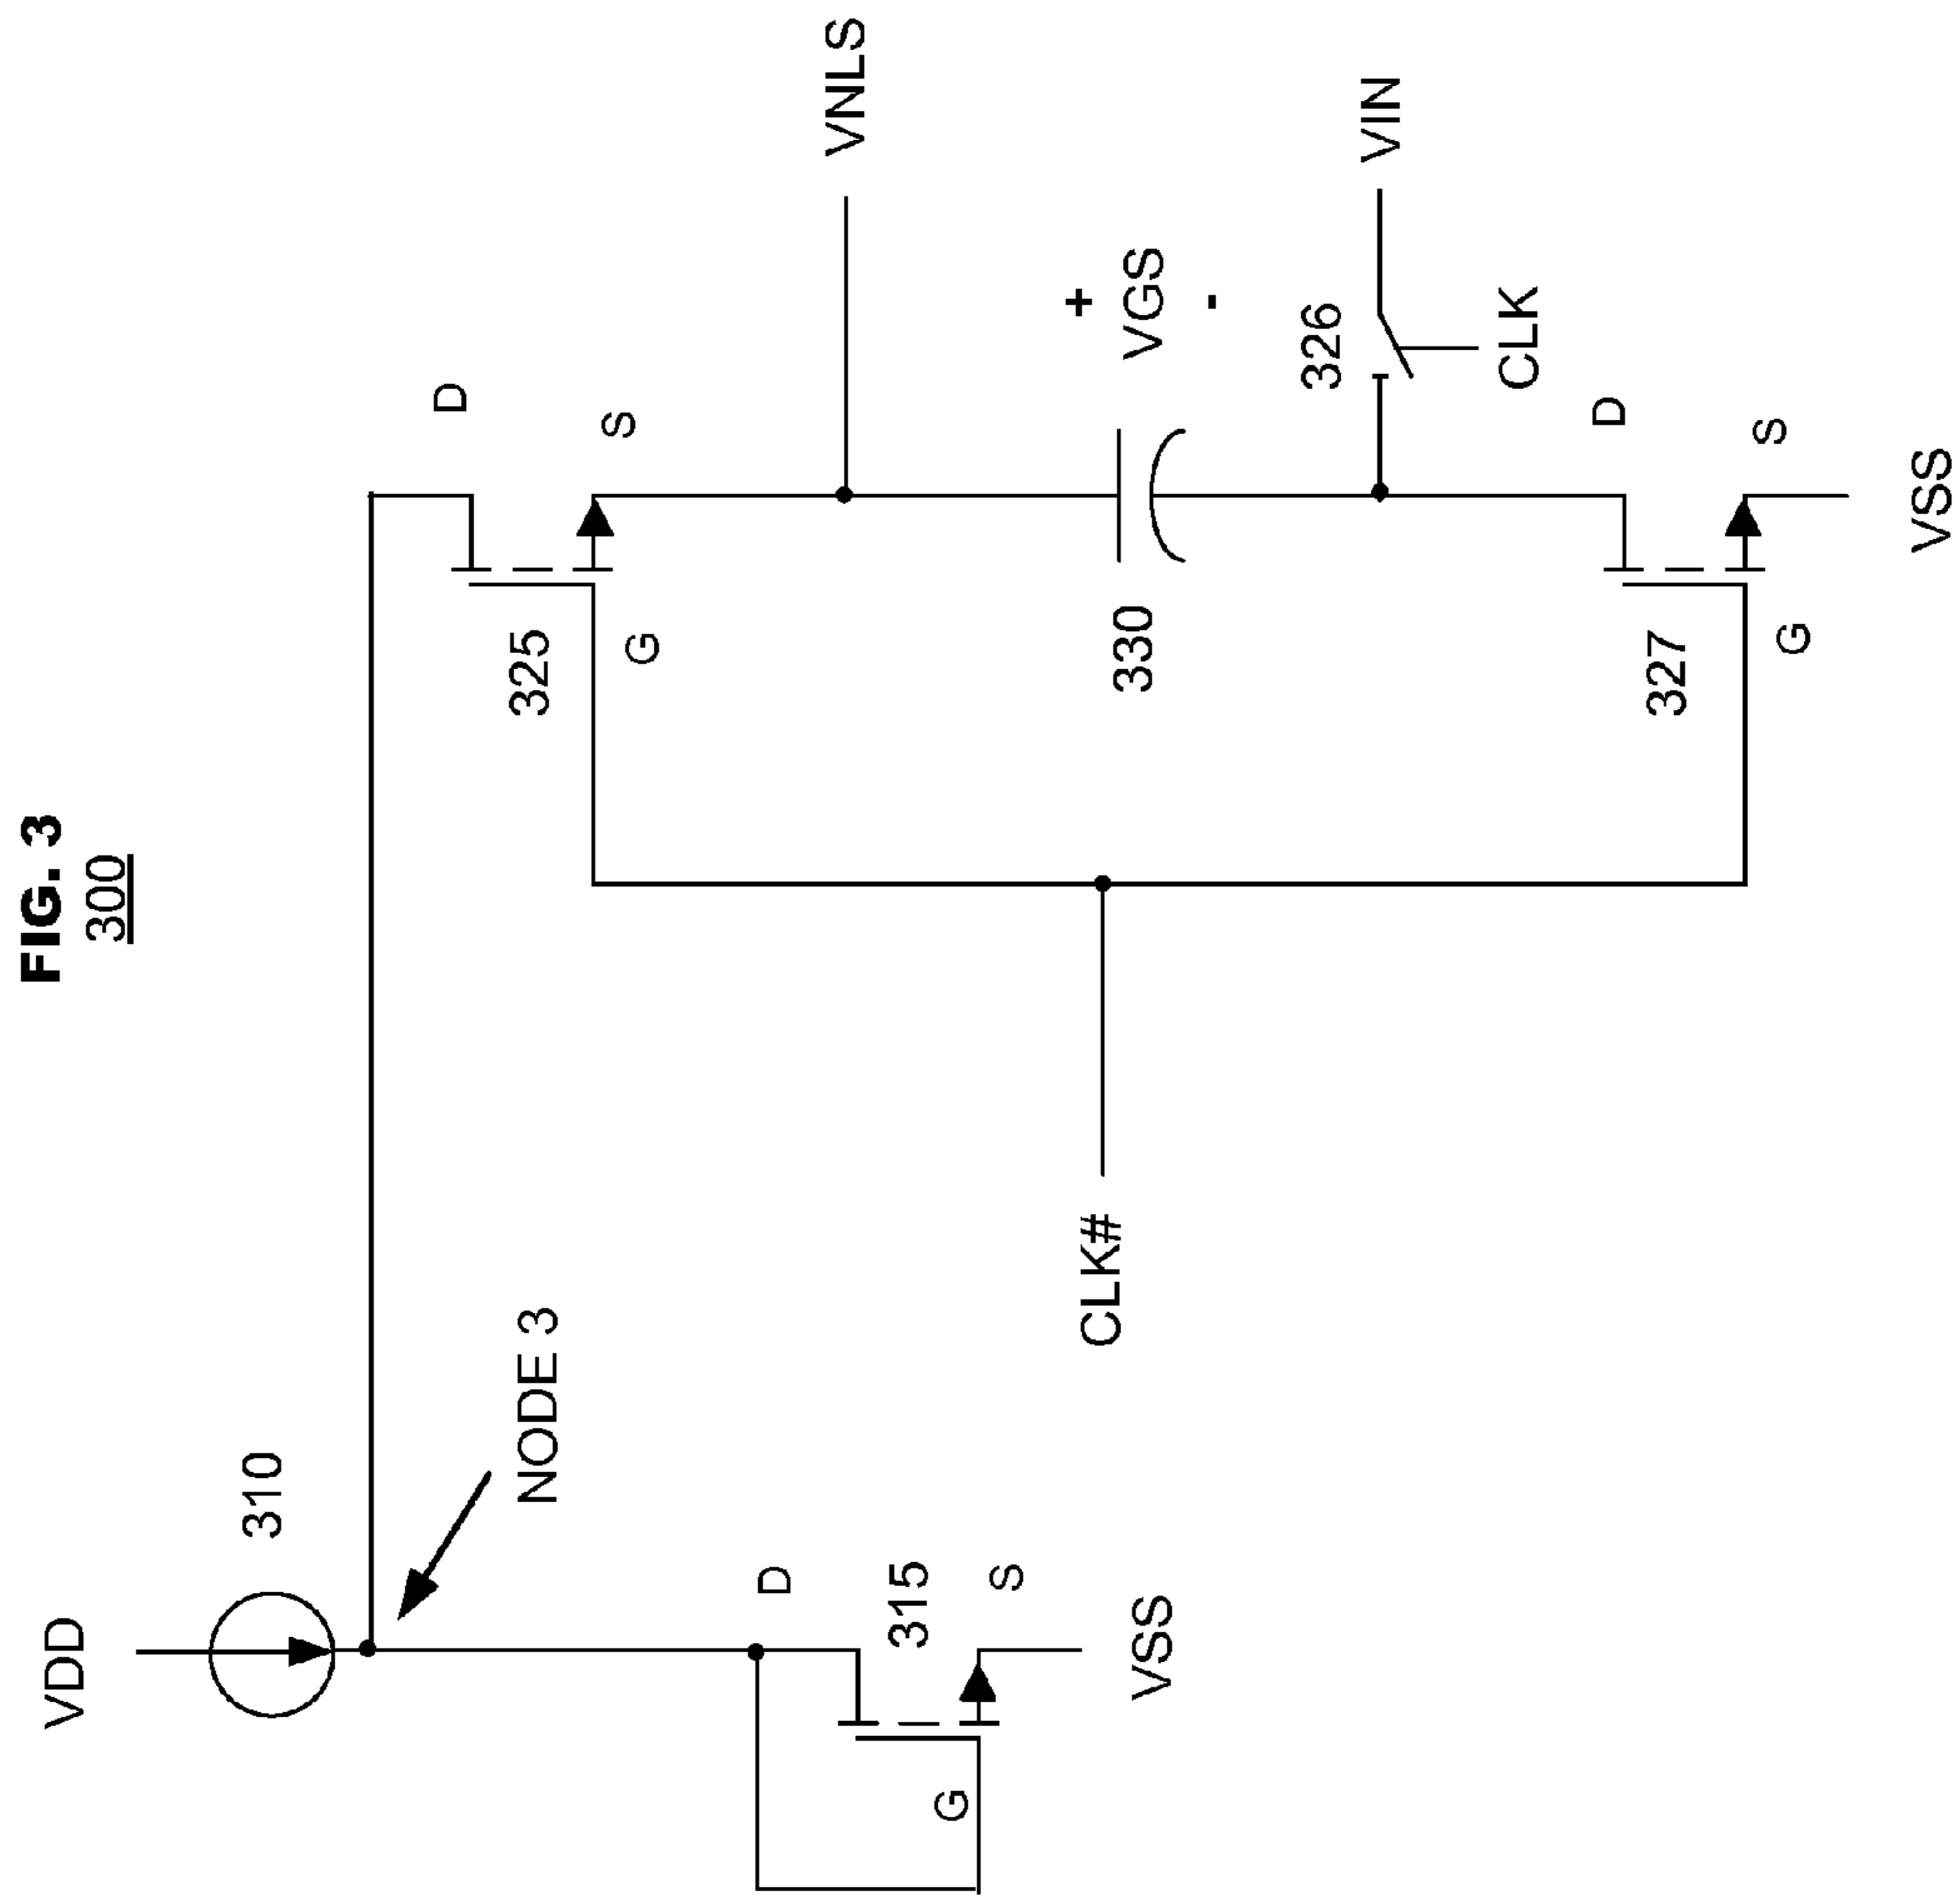 FIG. 3
300
VDD
310
NODE 3
D
315
G
S
VSS
CLK#
D
325
G
S
VNLS
+
VGS
-
330
326
VIN
CLK
D
327
G
S
VSS